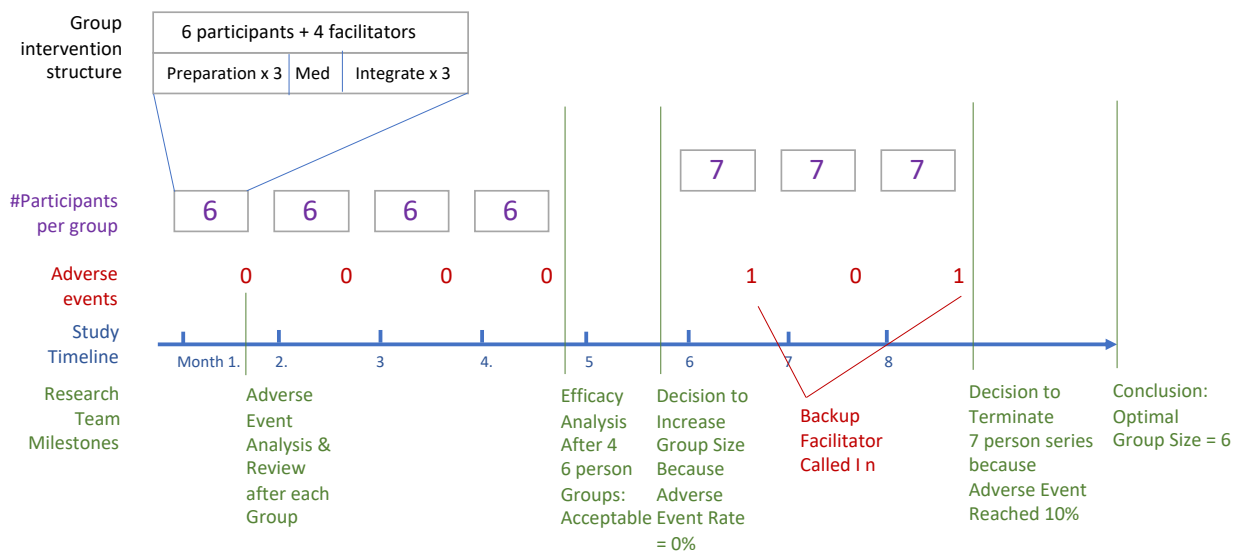 Group
intervention
structure
6 participants + 4 facilitators
Preparation x 3 Med Integrate x 3
#Participants
per group
6 6 6 6 7 7 7
Adverse
events
0 0 0 0 1 0 1
Study
Timeline
Month 1. 2. 3 4. 5 6 7 8
Research
Team
Milestones
Adverse
Event
Analysis &
Review
after each
Group
Efficacy
Analysis
After 4
6 person
Groups:
Acceptable
Decision to
Increase
Group Size
Because
Adverse
Event Rate
= 0%
Backup
Facilitator
Called I n
Decision to
Terminate
7 person series
because
Adverse Event
Reached 10%
Conclusion:
Optimal
Group Size = 6